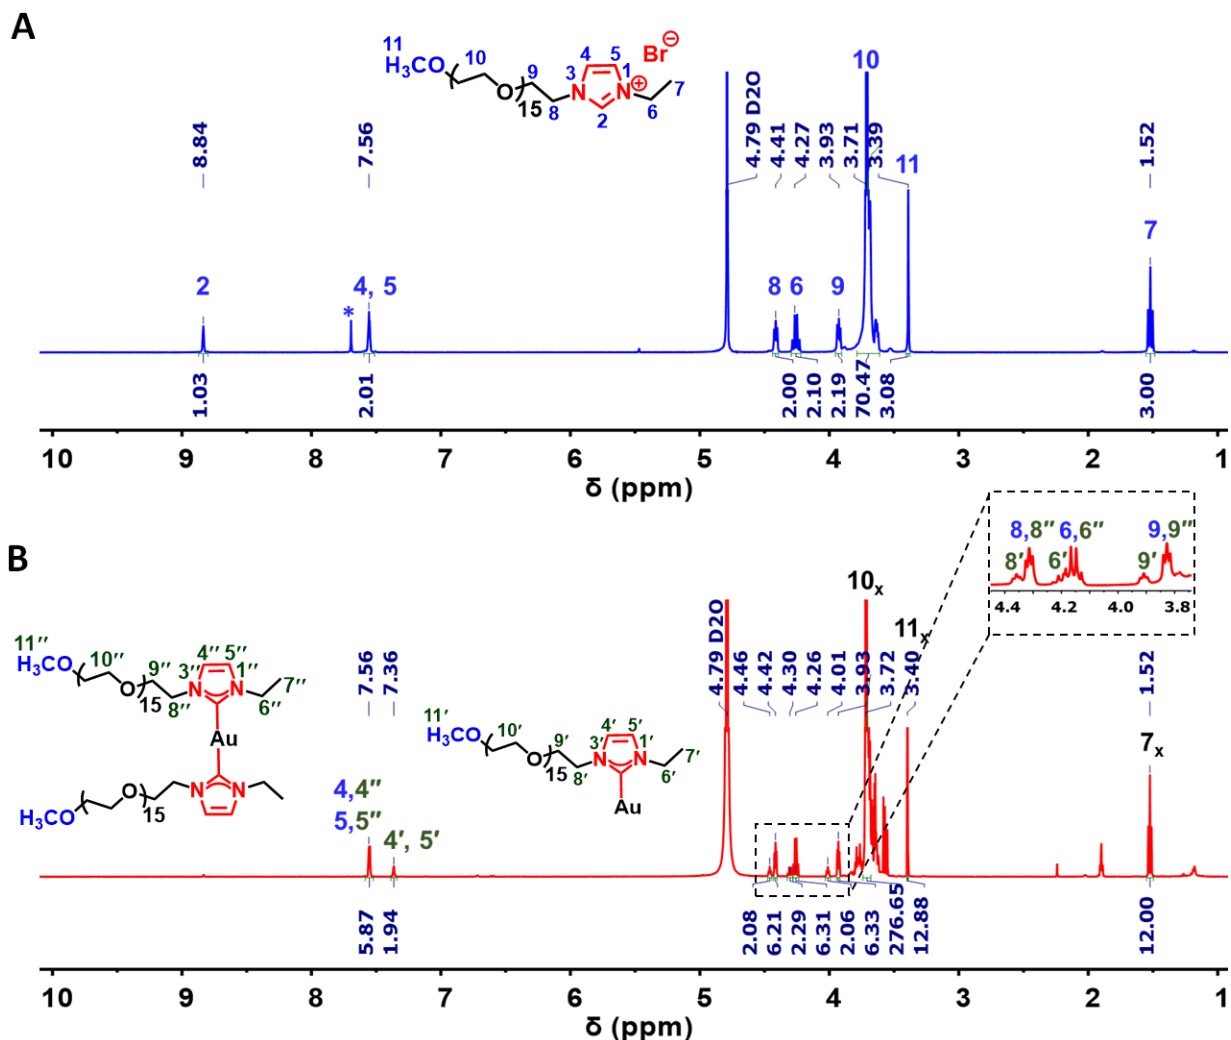 A
11
H₃CO
10
O
15
9
8
3
N
4
5
1
N
⊕
2
6
7
Br⊖
8.84
7.56
4.79 D2O
4.41
4.27
3.93
3.71
3.39
1.52
10
11
2
*
4, 5
8 6 9
7
1.03
2.01
2.00
2.10
2.19
70.47
3.08
3.00
10 9 8 7 6 5 4 3 2 1
δ (ppm)
B
8,8″ 6,6″ 9,9″
8′ 6′ 9′
4.4 4.2 4.0 3.8
10ₓ
11ₓ
7ₓ
7.56
7.36
4.79 D2O
4.46
4.42
4.30
4.26
4.01
3.93
3.72
3.40
1.52
11″
H₃CO
10″
O
15
9″
8″
3″
N
4″
5″
1″
N
6″
7″
Au
H₃CO
O
15
N
N
11′
H₃CO
10′
O
15
9′
8′
3′
N
4′
5′
1′
N
6′
7′
Au
4,4″
5,5″
4′, 5′
5.87
1.94
2.08
6.21
2.29
6.31
2.06
6.33
276.65
12.88
12.00
10 9 8 7 6 5 4 3 2 1
δ (ppm)